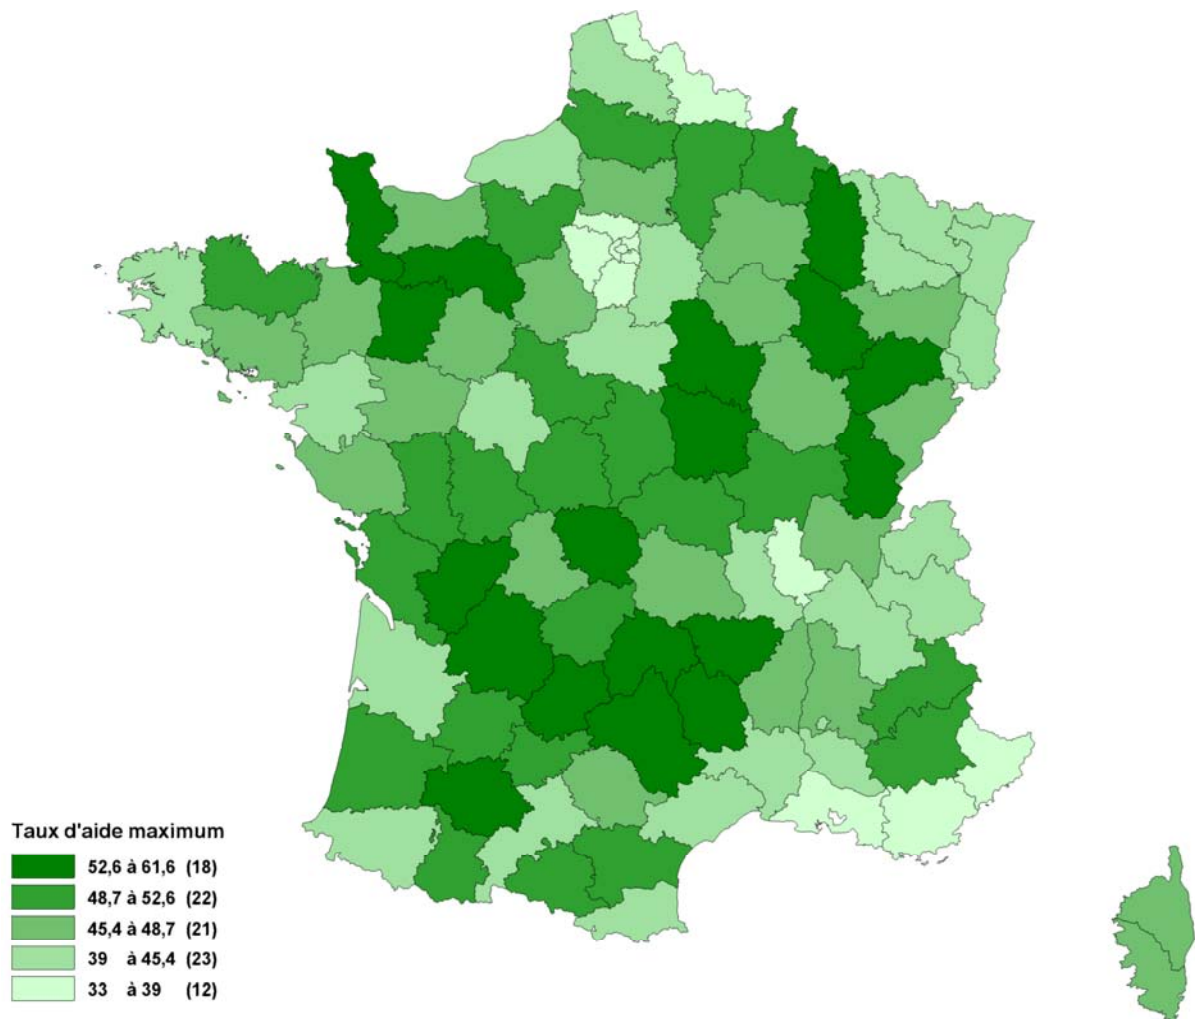 Taux d'aide maximum
52,6 à 61,6 (18)
48,7 à 52,6 (22)
45,4 à 48,7 (21)
39 à 45,4 (23)
33 à 39 (12)